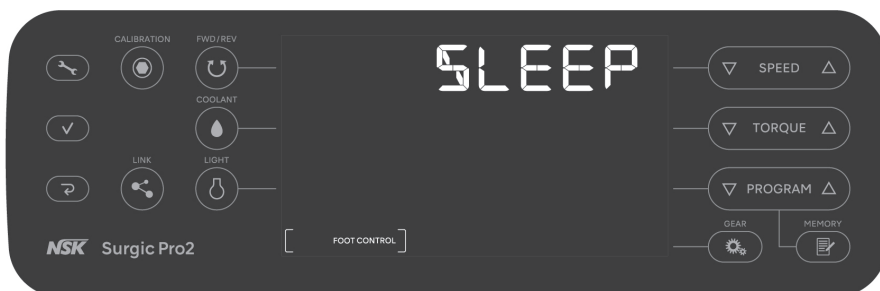 CALIBRATION
FWD/REV
SLEEP
SPEED
COOLANT
TORQUE
LINK
LIGHT
PROGRAM
GEAR
MEMORY
NSK Surgic Pro2
FOOT CONTROL